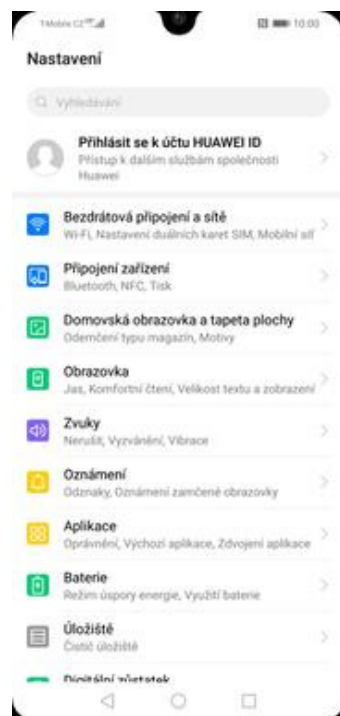 T-Mobile CZ
10:00
Nastavení
Vyhledávání
Přihlásit se k účtu HUAWEI ID
Přístup k dalším službám společnosti
Huawei
Bezdrátová připojení a sítě
Wi-Fi, Nastavení duálních karet SIM, Mobilní síť
Připojení zařízení
Bluetooth, NFC, Tisk
Domovská obrazovka a tapeta plochy
Odemčení typu magazín, Motivy
Obrazovka
Jas, Komfortní čtení, Velikost textu a zobrazení
Zvuky
Nerušit, Vyzvánění, Vibrace
Oznámení
Odznaky, Oznámení zamčené obrazovky
Aplikace
Oprávnění, Výchozí aplikace, Zdvojení aplikace
Baterie
Režim úspory energie, Využití baterie
Úložiště
Čistič úložiště
Digitální zůstatek